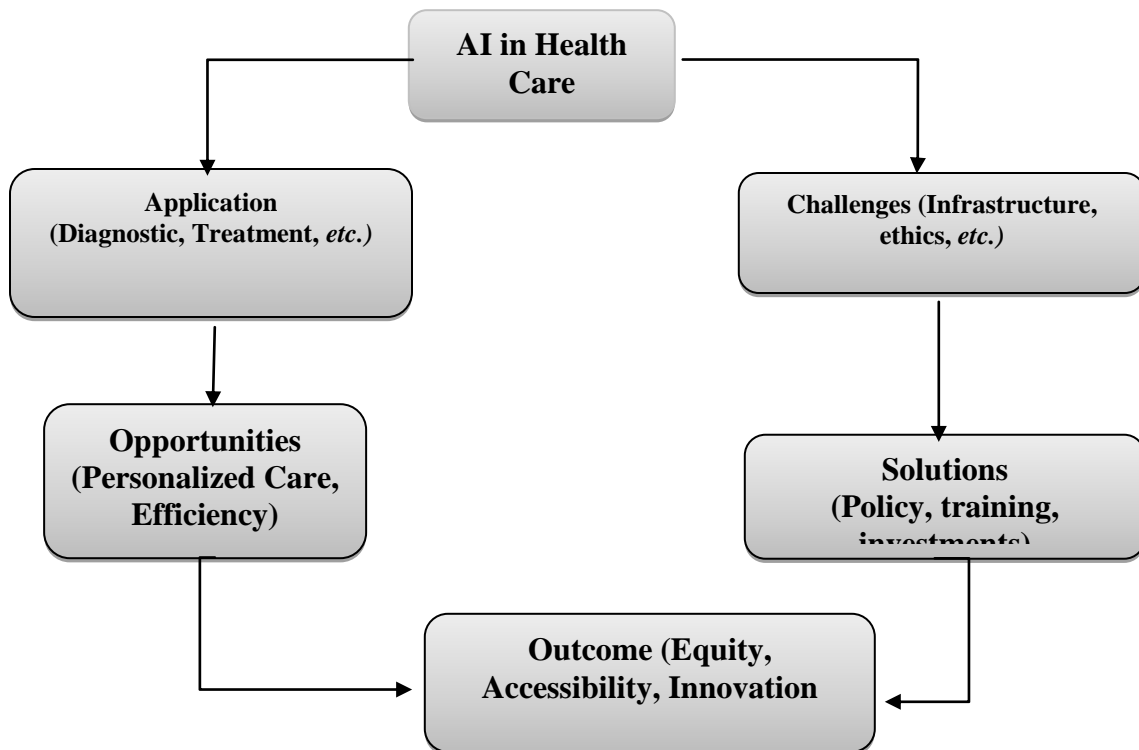 AI in Health
Care
Application
(Diagnostic, Treatment, etc.)
Challenges (Infrastructure,
ethics, etc.)
Opportunities
(Personalized Care,
Efficiency)
Solutions
(Policy, training,
investments)
Outcome (Equity,
Accessibility, Innovation